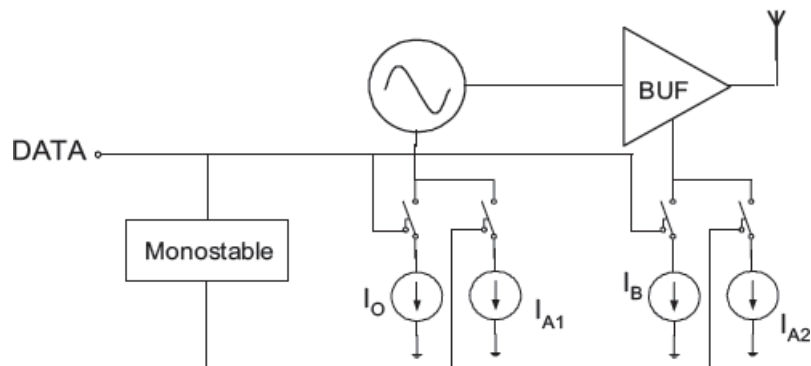 BUF
DATA
Monostable
I_O
I_A1
I_B
I_A2